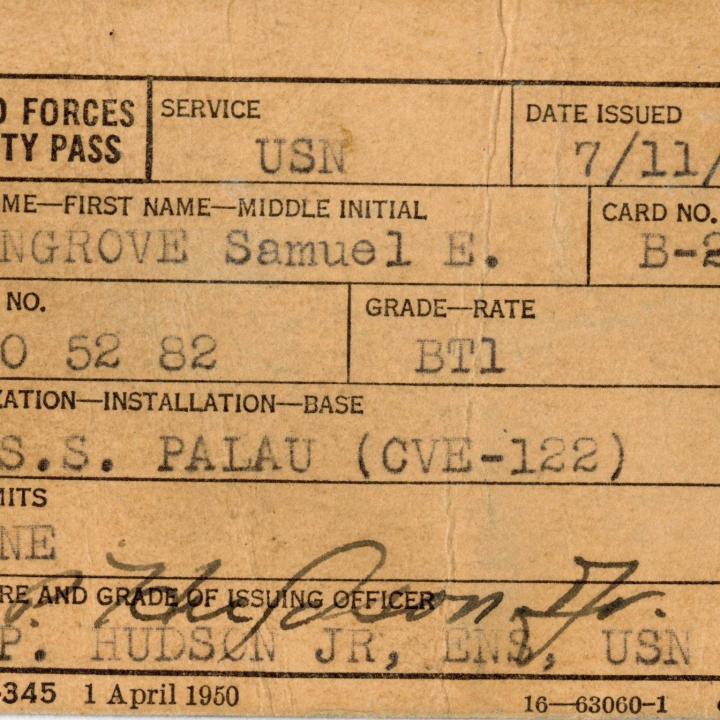 D FORCES
TY PASS
SERVICE
USN
DATE ISSUED
7/11/
ME—FIRST NAME—MIDDLE INITIAL
NGROVE Samuel E.
CARD NO.
B-2
NO.
0 52 82
GRADE—RATE
BT1
ZATION—INSTALLATION—BASE
S.S. PALAU (CVE-122)
MITS
NE
RE AND GRADE OF ISSUING OFFICER
P. HUDSON JR, ENS, USN
-345 1 April 1950
16—63060-1